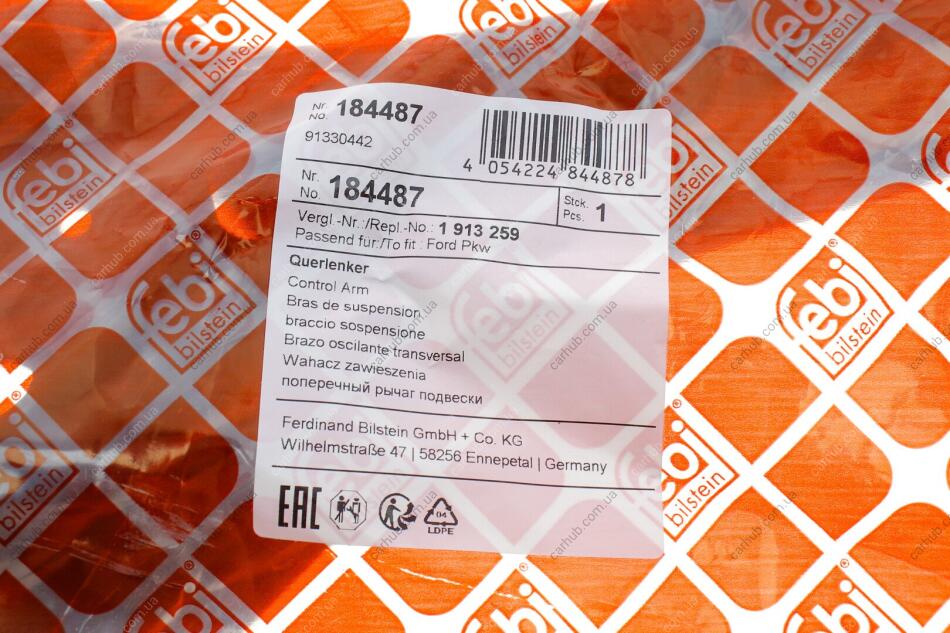 Nr. No. 184487
91330442
4 054224 844878
Nr. No. 184487
Stck. Pcs. 1
Vergl.-Nr.:/Repl.-No.: 1 913 259
Passend für:/To fit : Ford Pkw
Querlenker
Control Arm
Bras de suspension
braccio sospensione
Brazo oscilante transversal
Wahacz zawieszenia
поперечный рычаг подвески
Ferdinand Bilstein GmbH + Co. KG
Wilhelmstraße 47 | 58256 Ennepetal | Germany
EAC
04
LDPE
febi
bilstein
carhub.com.ua